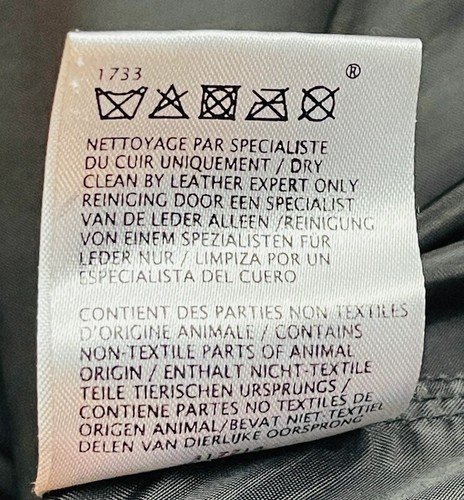 1733 ®
NETTOYAGE PAR SPECIALISTE
DU CUIR UNIQUEMENT / DRY
CLEAN BY LEATHER EXPERT ONLY
REINIGING DOOR EEN SPECIALIST
VAN DE LEDER ALLEEN /REINIGUNG
VON EINEM SPEZIALISTEN FUR
LEDER NUR / LIMPIZA POR UN
ESPECIALISTA DEL CUERO
CONTIENT DES PARTIES NON TEXTILES
D'ORIGINE ANIMALE / CONTAINS
NON-TEXTILE PARTS OF ANIMAL
ORIGIN / ENTHALT NICHT-TEXTILE
TEILE TIERISCHEN URSPRUNGS /
CONTIENE PARTES NO TEXTILES DE
ORIGEN ANIMAL/BEVAT NIET-TEXTIEL
DELEN VAN DIERLIJKE OORSPRONG